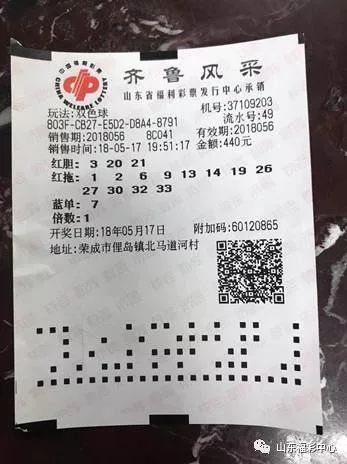 中国福利彩票
CHINA WELFARE LOTTERY
齐鲁风采
山东省福利彩票发行中心承销
玩法:双色球
机号:37109203
803F-CB27-E5D2-D8A4-8791
流水号:49
销售期:2018056 8C041 有效期:2018056
销售时间:18-05-17 19:51:17 金额:440元
红胆: 3 20 21
红拖: 1 2 6 9 13 14 19 26
27 30 32 33
蓝单: 7
倍数:1
开奖日期:18年05月17日 附加码:60120865
地址:荣成市俚岛镇北马道河村
山东福彩中心